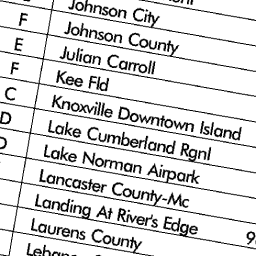 Johnson City
F Johnson County
E Julian Carroll
F Kee Fld
C Knoxville Downtown Island
D Lake Cumberland Rgnl
D Lake Norman Airpark
Lancaster County-Mc
Landing At River's Edge
Laurens County